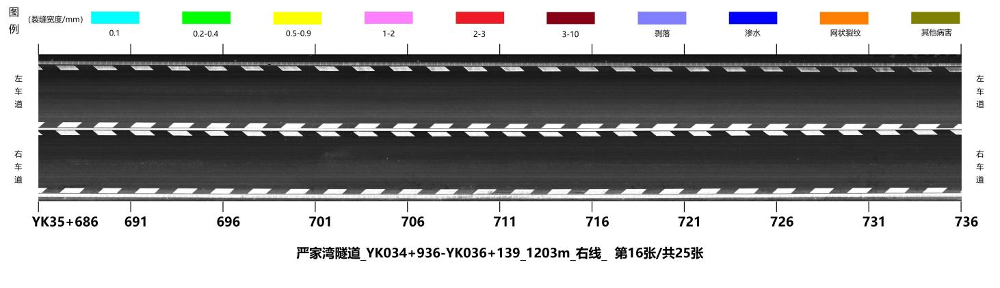 图例
(裂缝宽度/mm)
0.1 0.2-0.4 0.5-0.9 1-2 2-3 3-10 剥落 渗水 网状裂纹 其他病害
左车道 左车道
右车道 右车道
YK35+686 691 696 701 706 711 716 721 726 731 736
严家湾隧道_YK034+936-YK036+139_1203m_右线_ 第16张/共25张